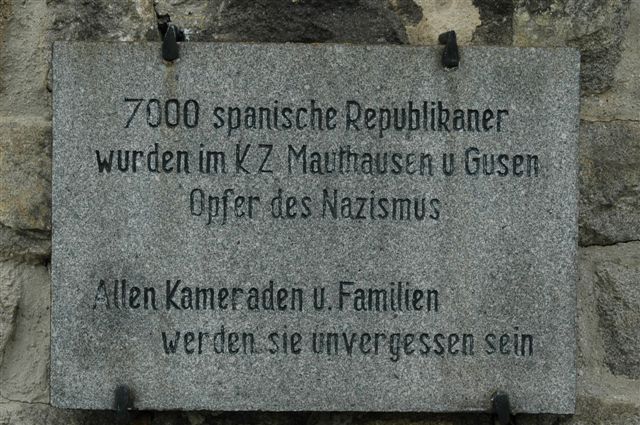 7000 spanische Republikaner
wurden im KZ Mauthausen u Gusen
Opfer des Nazismus
Allen Kameraden u. Familien
werden sie unvergessen sein